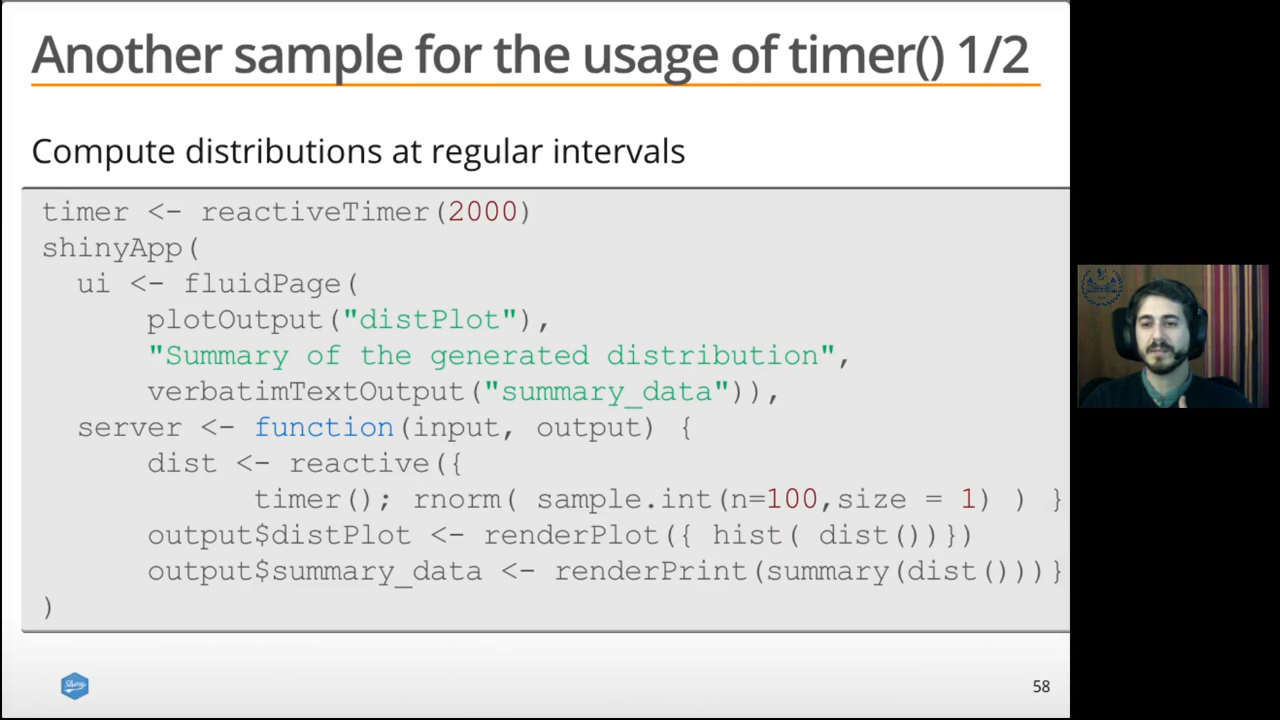 Another sample for the usage of timer() 1/2
Compute distributions at regular intervals
timer <- reactiveTimer(2000)
shinyApp(
ui <- fluidPage(
plotOutput("distPlot"),
"Summary of the generated distribution",
verbatimTextOutput("summary_data")),
server <- function(input, output) {
dist <- reactive({
timer(); rnorm( sample.int(n=100,size = 1) ) }
output$distPlot <- renderPlot({ hist( dist())})
output$summary_data <- renderPrint(summary(dist()))}
)
Shiny
58